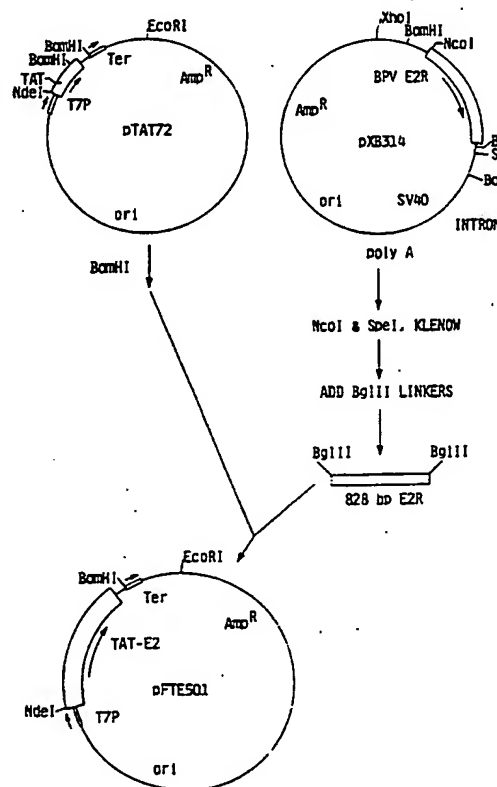 EcoRI
BamHI
BamHI
Ter
TAT
NdeI
T7P
AmpR
pTAT72
ori
BamHI
XhoI
BamHI
NcoI
BPV E2R
AmpR
pXB314
ori
SV40
INTRON
poly A
NcoI & SpeI, KLENOW
ADD BglII LINKERS
BglII
BglII
828 bp E2R
EcoRI
BamHI
Ter
AmpR
TAT-E2
pFTE501
NdeI
T7P
ori